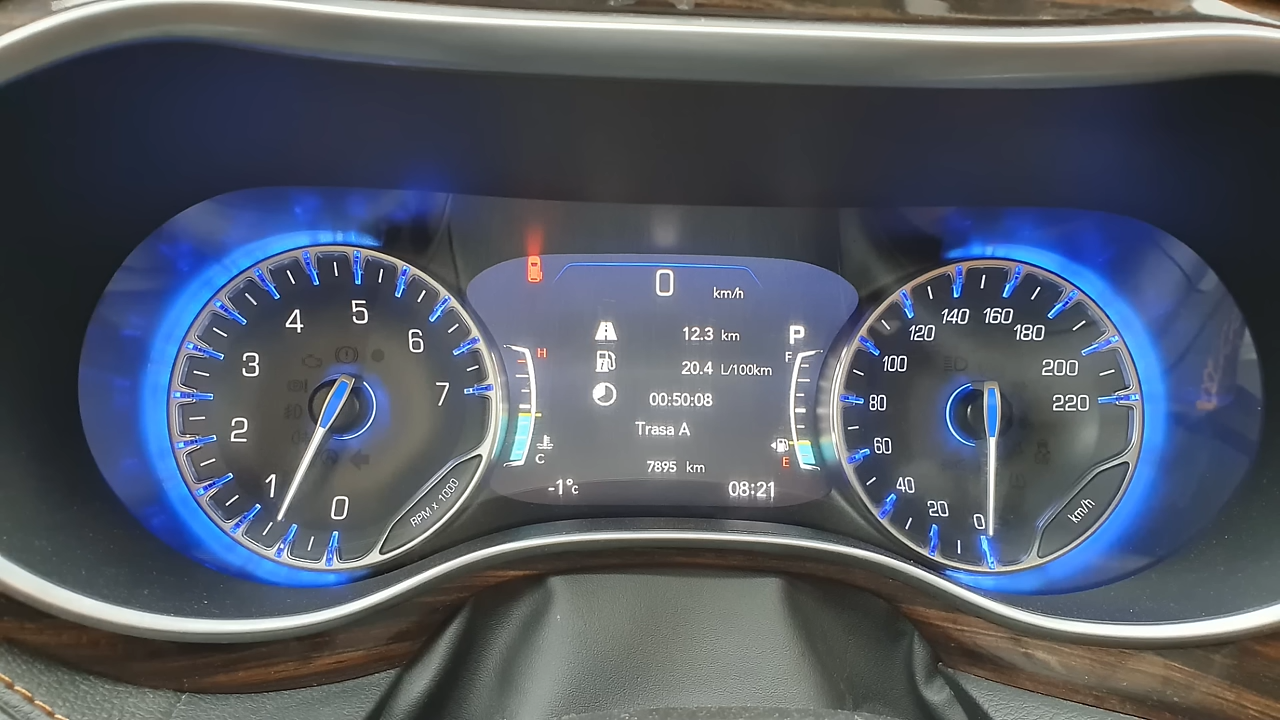 0
1
2
3
4
5
6
7
RPM x 1000
H
C
0 km/h
12.3 km
P
20.4 L/100km
00:50:08
Trasa A
7895 km
-1°c
08:21
F
E
0
20
40
60
80
100
120
140
160
180
200
220
km/h